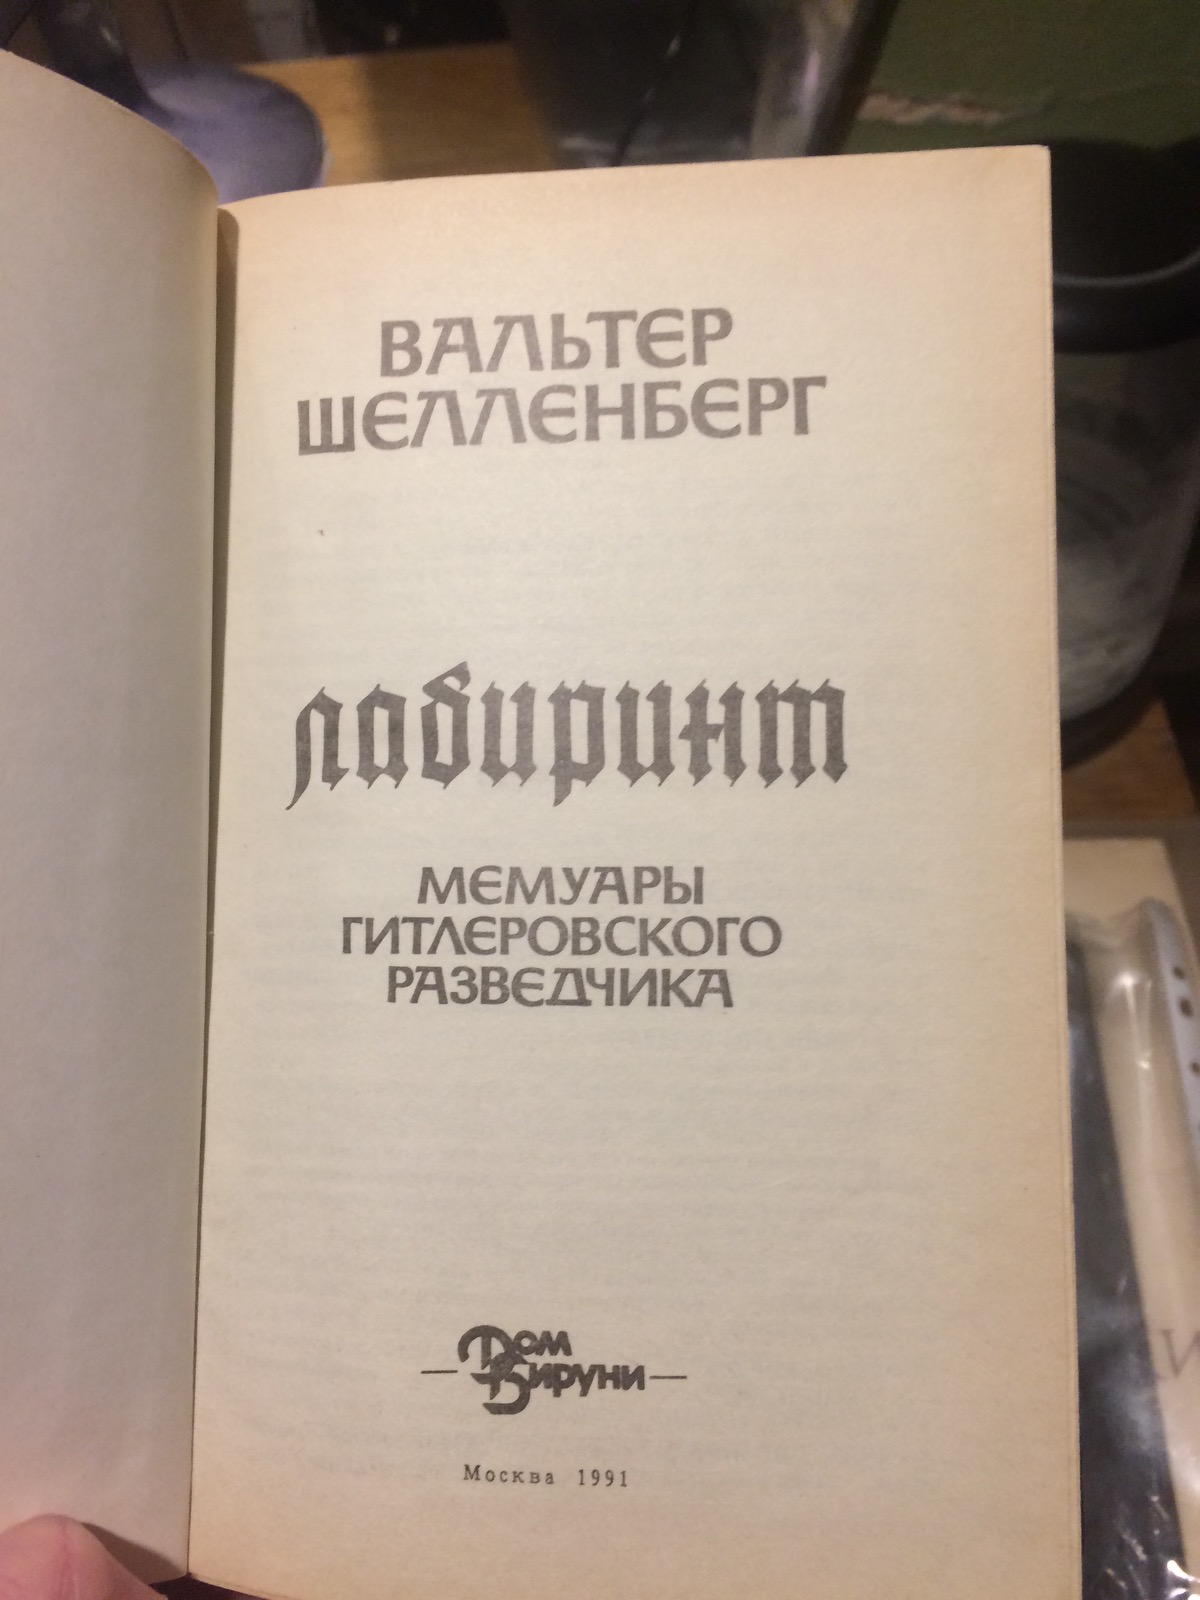 ВАЛЬТЕР
ШЕЛЛЕНБЕРГ
лабиринт
МЕМУАРЫ
ГИТЛЕРОВСКОГО
РАЗВЕДЧИКА
Дом
Бируни
Москва 1991